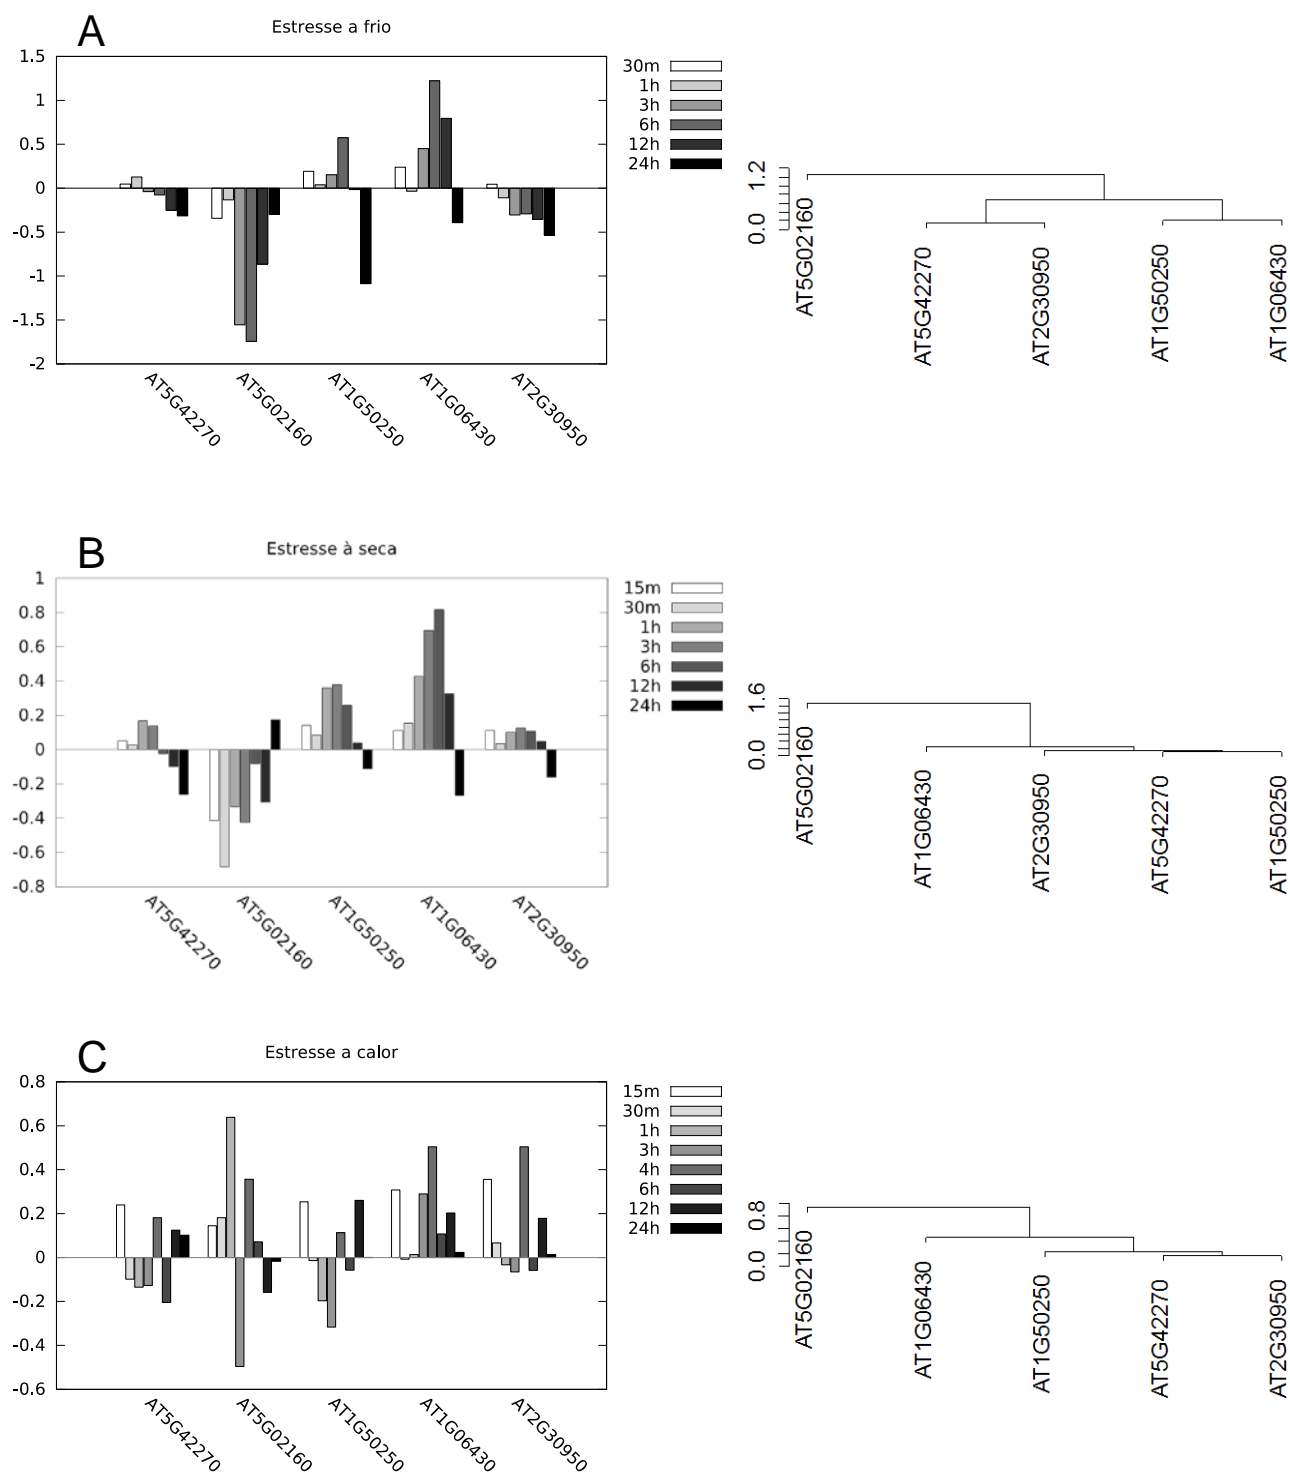 A
Estresse a frio
1.5
1
0.5
0
-0.5
-1
-1.5
-2
AT5G42270
AT5G02160
AT1G50250
AT1G06430
AT2G30950
30m
1h
3h
6h
12h
24h
0.0 1.2
AT5G02160
AT5G42270
AT2G30950
AT1G50250
AT1G06430
B
Estresse à seca
1
0.8
0.6
0.4
0.2
0
-0.2
-0.4
-0.6
-0.8
AT5G42270
AT5G02160
AT1G50250
AT1G06430
AT2G30950
15m
30m
1h
3h
6h
12h
24h
0.0 1.6
AT5G02160
AT1G06430
AT2G30950
AT5G42270
AT1G50250
C
Estresse a calor
0.8
0.6
0.4
0.2
0
-0.2
-0.4
-0.6
AT5G42270
AT5G02160
AT1G50250
AT1G06430
AT2G30950
15m
30m
1h
3h
4h
6h
12h
24h
0.0 0.8
AT5G02160
AT1G06430
AT1G50250
AT5G42270
AT2G30950